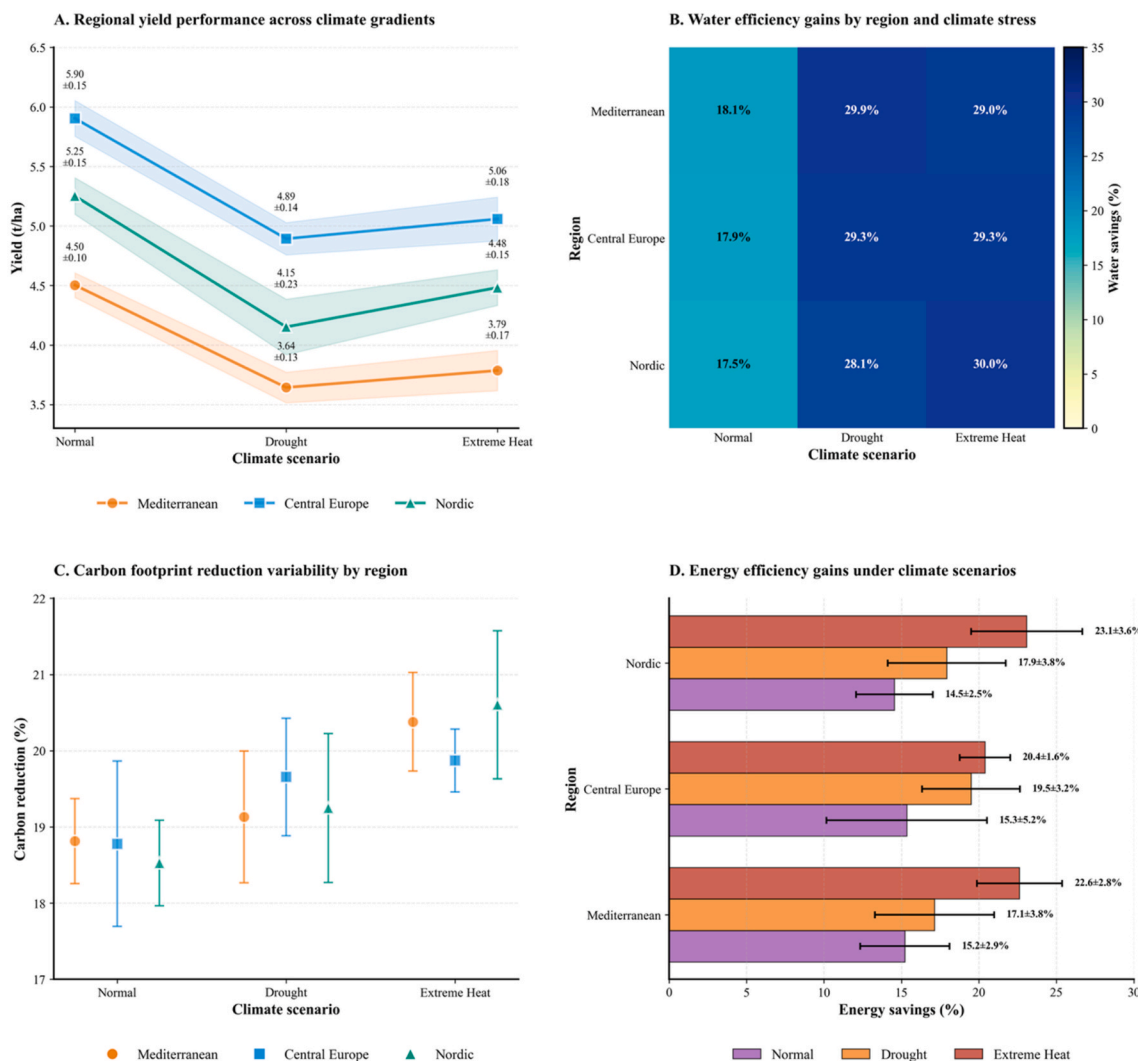 A. Regional yield performance across climate gradients
6.5
6.0
5.5
5.0
4.5
4.0
3.5
Yield (t/ha)
5.90
±0.15
5.25
±0.15
4.50
±0.10
4.89
±0.14
4.15
±0.23
3.64
±0.13
5.06
±0.18
4.48
±0.15
3.79
±0.17
Normal
Drought
Extreme Heat
Climate scenario
Mediterranean
Central Europe
Nordic
B. Water efficiency gains by region and climate stress
Region
Mediterranean
18.1%
29.9%
29.0%
Central Europe
17.9%
29.3%
29.3%
Nordic
17.5%
28.1%
30.0%
Normal
Drought
Extreme Heat
Climate scenario
35
30
25
20
15
10
5
0
Water savings (%)
C. Carbon footprint reduction variability by region
22
21
20
19
18
17
Carbon reduction (%)
Normal
Drought
Extreme Heat
Climate scenario
Mediterranean
Central Europe
Nordic
D. Energy efficiency gains under climate scenarios
Region
23.1±3.6%
Nordic
17.9±3.8%
14.5±2.5%
20.4±1.6%
Central Europe
19.5±3.2%
15.3±5.2%
22.6±2.8%
Mediterranean
17.1±3.8%
15.2±2.9%
0
5
10
15
20
25
30
Energy savings (%)
Normal
Drought
Extreme Heat